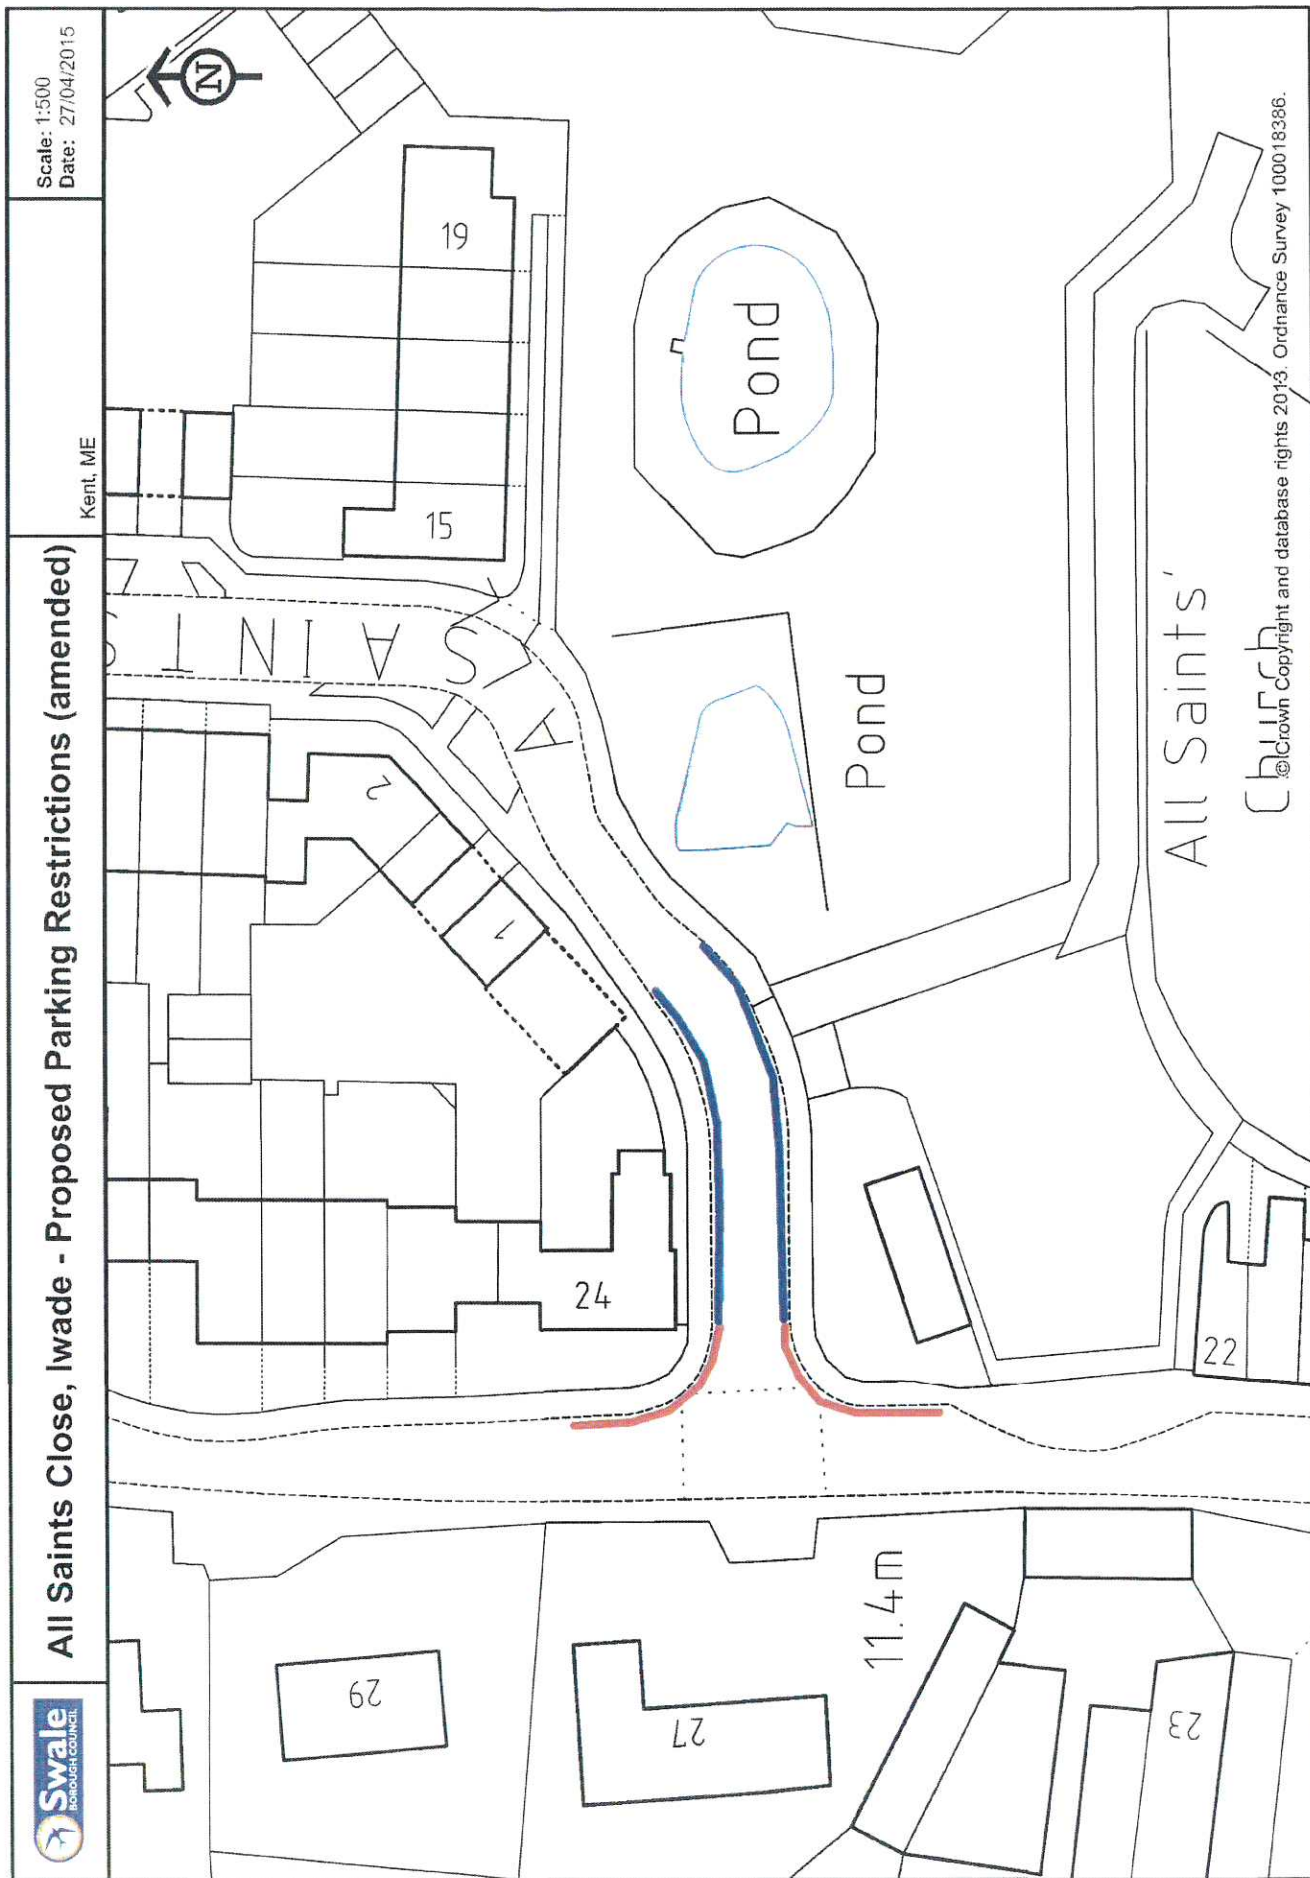 Swale
BOROUGH COUNCIL
All Saints Close, Iwade - Proposed Parking Restrictions (amended)
Kent, ME
Scale: 1:500
Date: 27/04/2015
N
29
27
11.4m
23
24
22
1
2
15
19
ALL SAINTS
Pond
Pond
All Saints'
Church
©Crown Copyright and database rights 2013. Ordnance Survey 100018386.